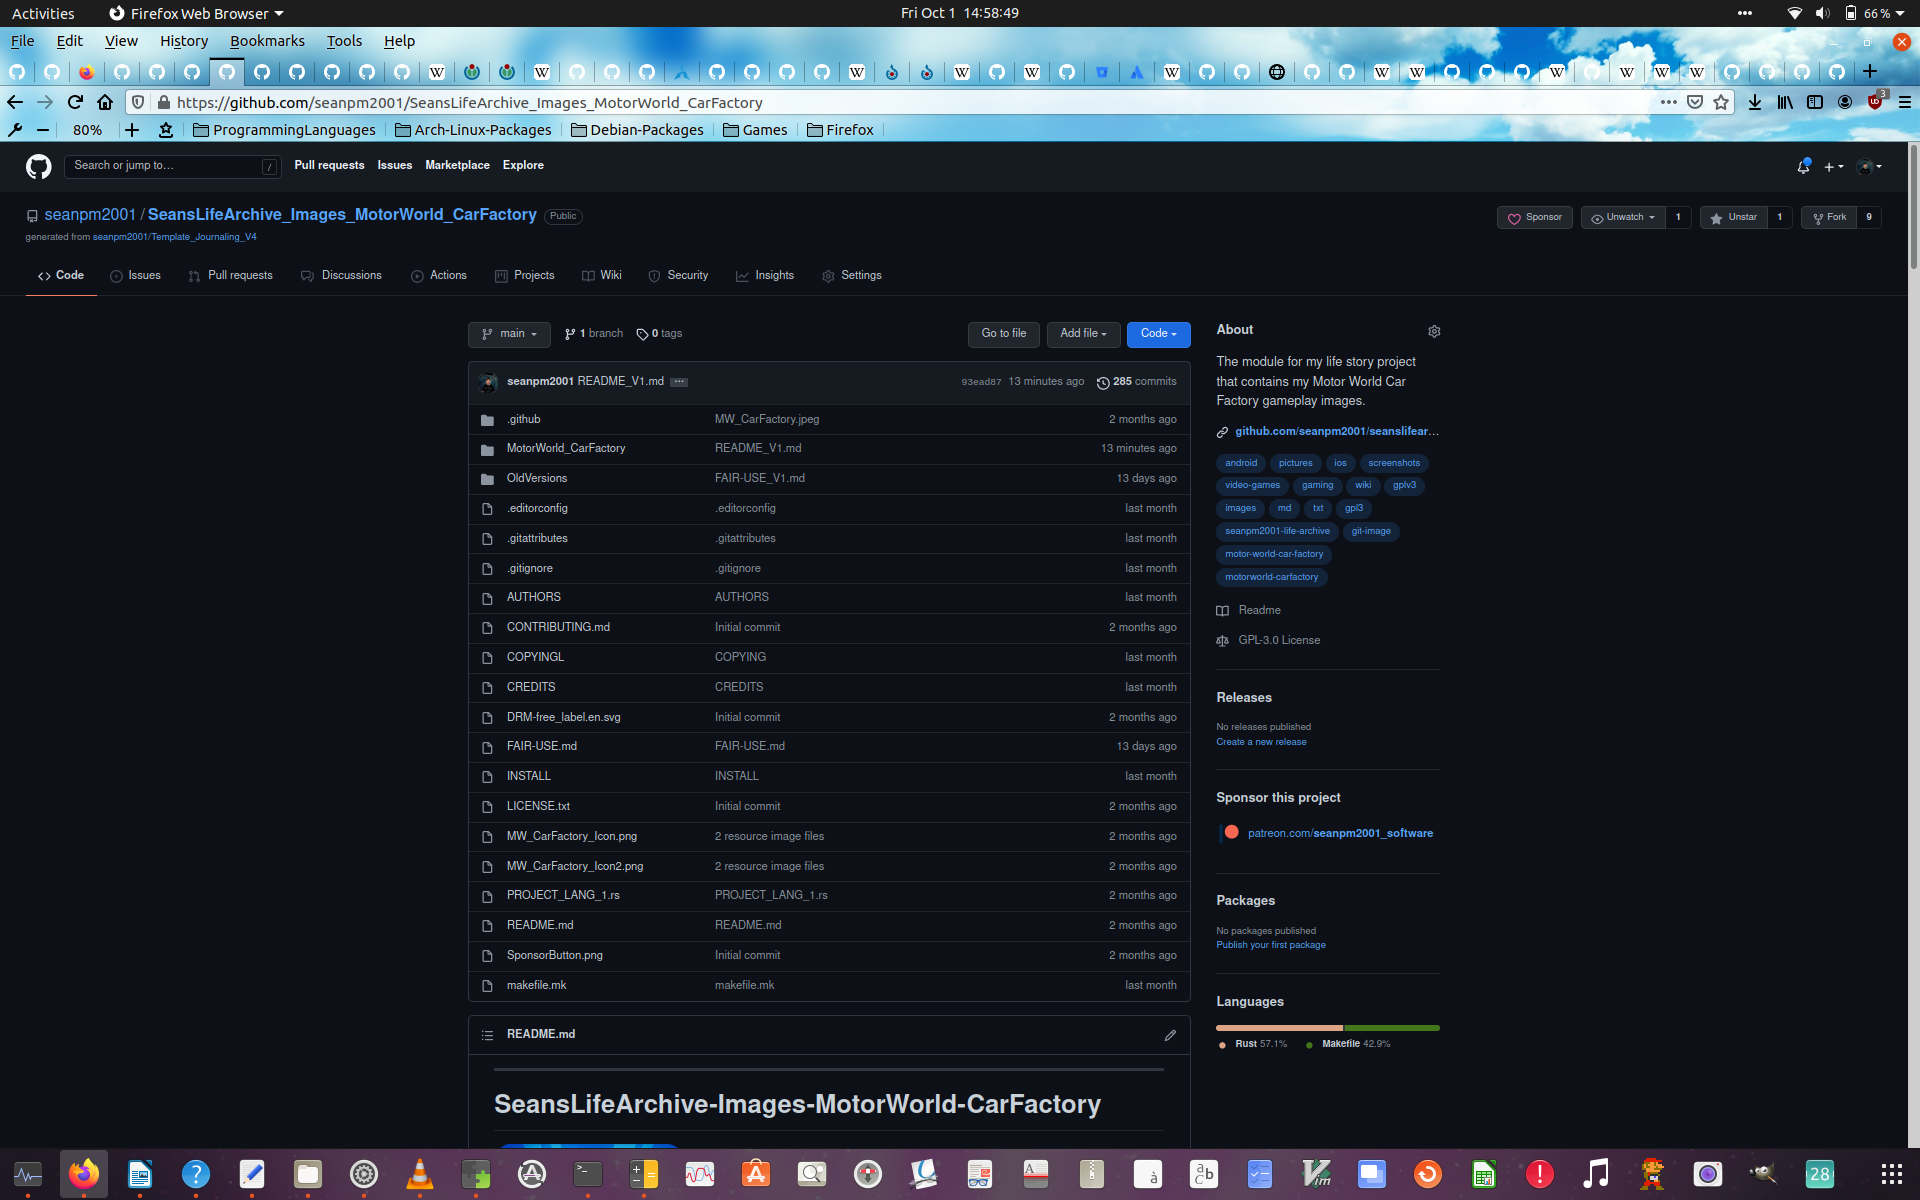 Activities Firefox Web Browser Fri Oct 1 14:58:49 66 %
File Edit View History Bookmarks Tools Help
https://github.com/seanpm2001/SeansLifeArchive_Images_MotorWorld_CarFactory 3
80% ProgrammingLanguages Arch-Linux-Packages Debian-Packages Games Firefox
Search or jump to... / Pull requests Issues Marketplace Explore
seanpm2001 / SeansLifeArchive_Images_MotorWorld_CarFactory Public Sponsor Unwatch 1 Unstar 1 Fork 9
generated from seanpm2001/Template_Journaling_V4
Code Issues Pull requests Discussions Actions Projects Wiki Security Insights Settings
main 1 branch 0 tags Go to file Add file Code
seanpm2001 README_V1.md ... 93ead87 13 minutes ago 285 commits
.github MW_CarFactory.jpeg 2 months ago
MotorWorld_CarFactory README_V1.md 13 minutes ago
OldVersions FAIR-USE_V1.md 13 days ago
.editorconfig .editorconfig last month
.gitattributes .gitattributes last month
.gitignore .gitignore last month
AUTHORS AUTHORS last month
CONTRIBUTING.md Initial commit 2 months ago
COPYINGL COPYING last month
CREDITS CREDITS last month
DRM-free_label.en.svg Initial commit 2 months ago
FAIR-USE.md FAIR-USE.md 13 days ago
INSTALL INSTALL last month
LICENSE.txt Initial commit 2 months ago
MW_CarFactory_Icon.png 2 resource image files 2 months ago
MW_CarFactory_Icon2.png 2 resource image files 2 months ago
PROJECT_LANG_1.rs PROJECT_LANG_1.rs 2 months ago
README.md README.md 2 months ago
SponsorButton.png Initial commit 2 months ago
makefile.mk makefile.mk last month
README.md
SeansLifeArchive-Images-MotorWorld-CarFactory
About
The module for my life story project
that contains my Motor World Car
Factory gameplay images.
github.com/seanpm2001/seanslifear...
android pictures ios screenshots
video-games gaming wiki gplv3
images md txt gpl3
seanpm2001-life-archive git-image
motor-world-car-factory
motorworld-carfactory
Readme
GPL-3.0 License
Releases
No releases published
Create a new release
Sponsor this project
patreon.com/seanpm2001_software
Packages
No packages published
Publish your first package
Languages
Rust 57.1% Makefile 42.9%
28